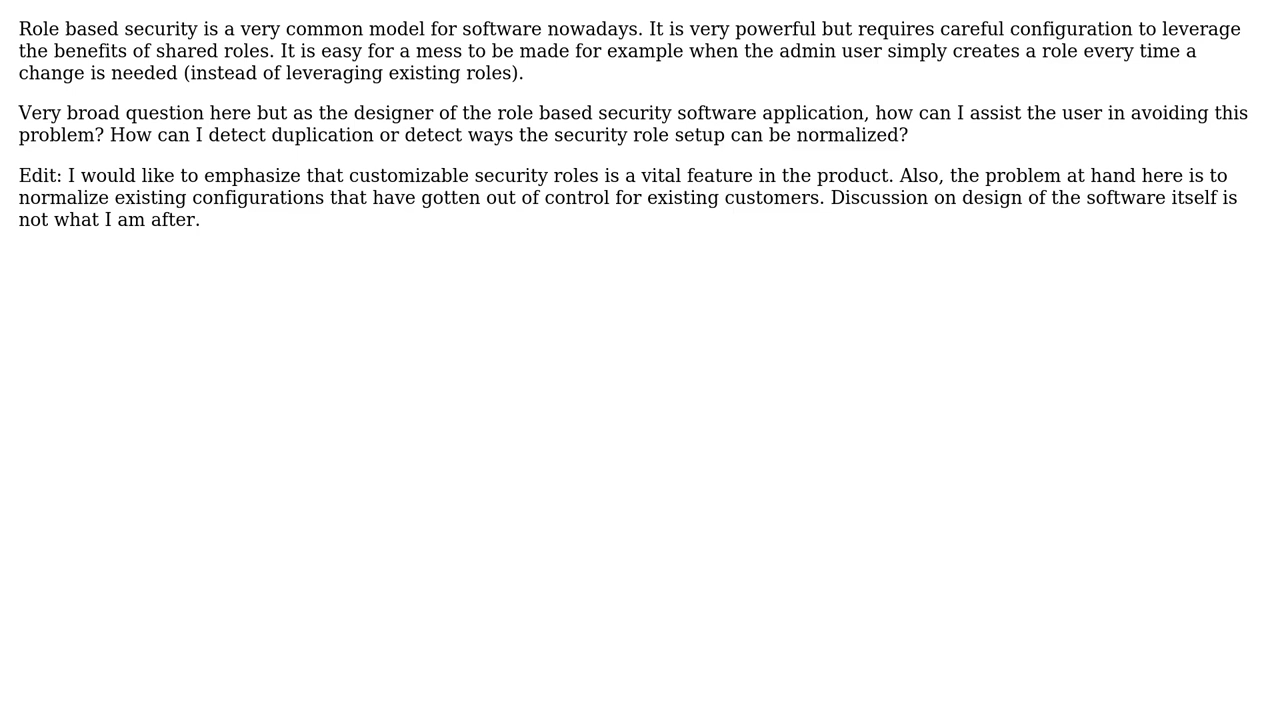 Role based security is a very common model for software nowadays. It is very powerful but requires careful configuration to leverage
the benefits of shared roles. It is easy for a mess to be made for example when the admin user simply creates a role every time a
change is needed (instead of leveraging existing roles).
Very broad question here but as the designer of the role based security software application, how can I assist the user in avoiding this
problem? How can I detect duplication or detect ways the security role setup can be normalized?
Edit: I would like to emphasize that customizable security roles is a vital feature in the product. Also, the problem at hand here is to
normalize existing configurations that have gotten out of control for existing customers. Discussion on design of the software itself is
not what I am after.